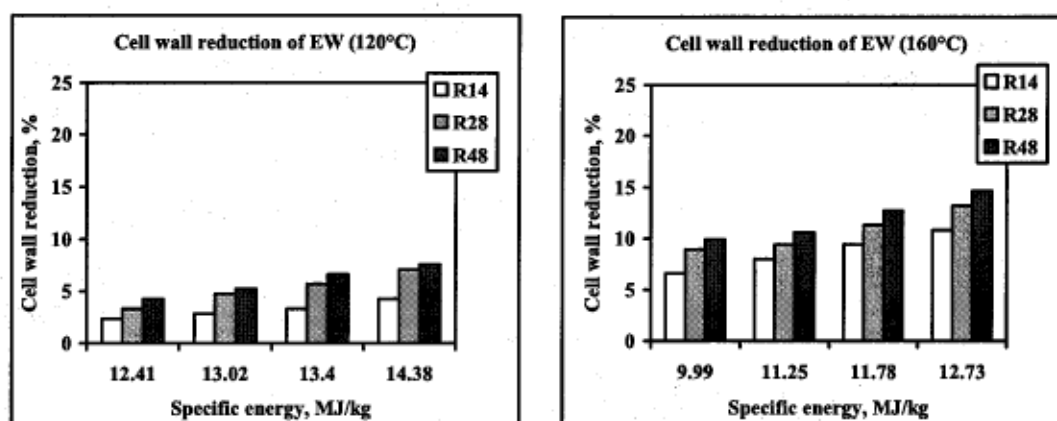 Cell wall reduction of EW (120°C)
25
20
15
10
5
0
Cell wall reduction, %
R14
R28
R48
12.41 13.02 13.4 14.38
Specific energy, MJ/kg
Cell wall reduction of EW (160°C)
25
20
15
10
5
0
Cell wall reduction, %
R14
R28
R48
9.99 11.25 11.78 12.73
Specific energy, MJ/kg